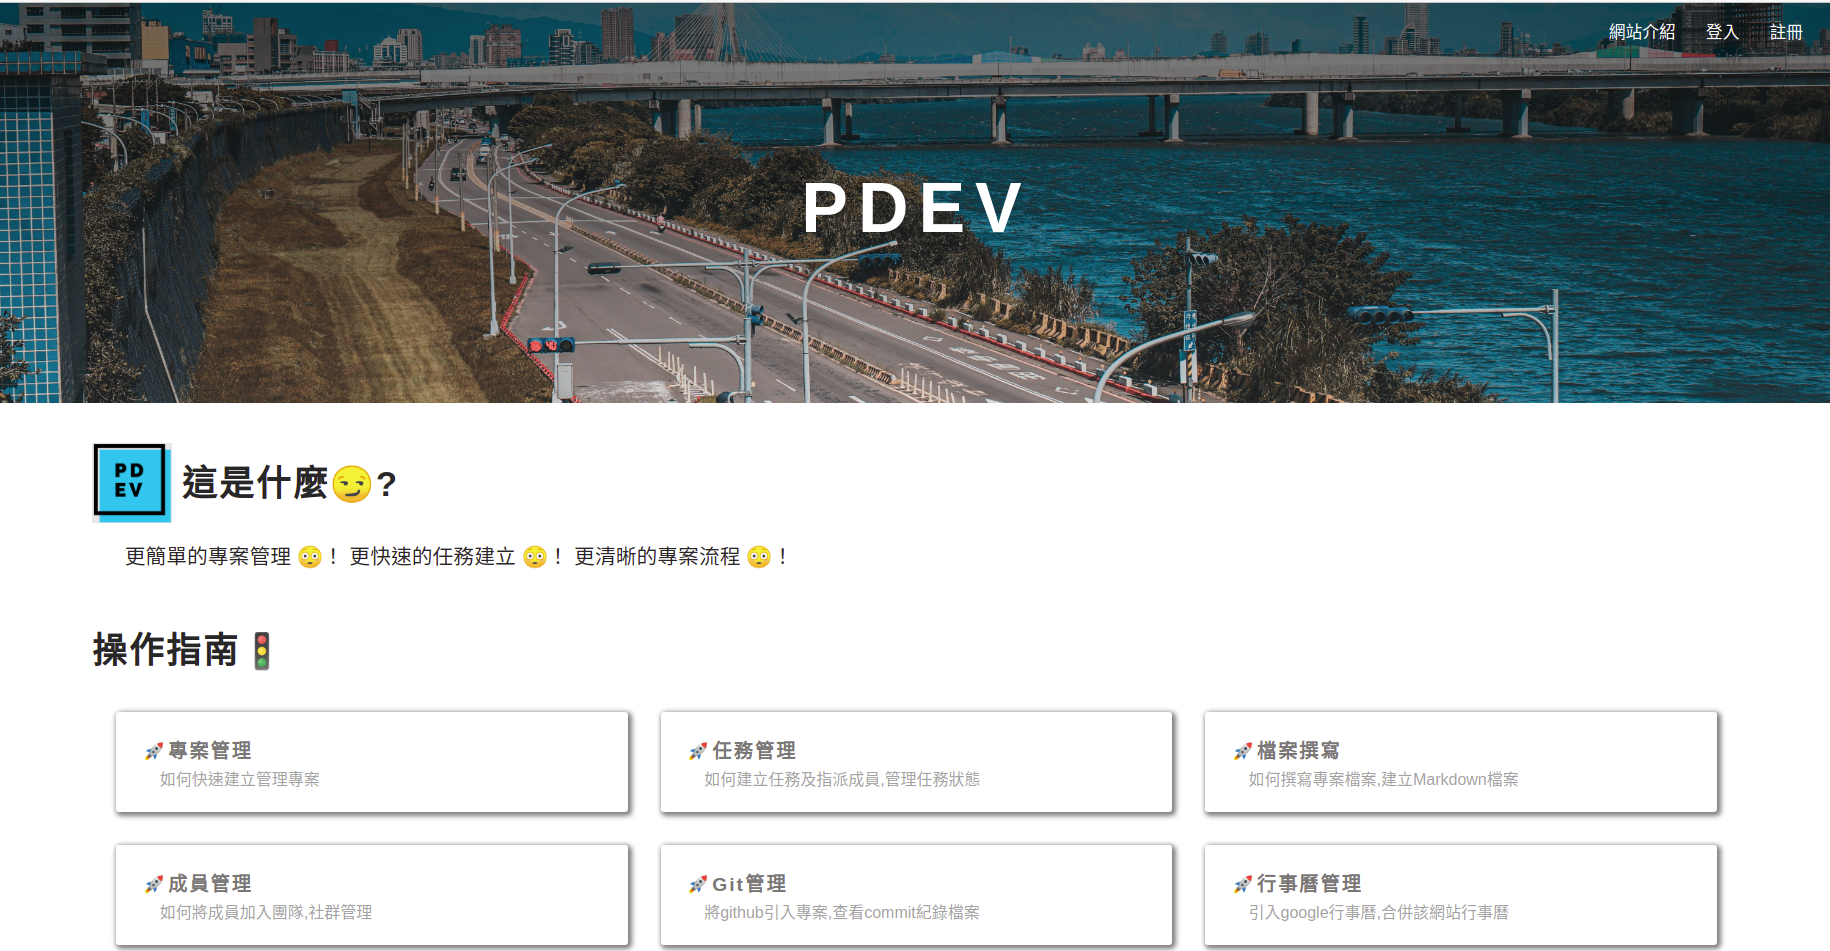 網站介紹 登入 註冊
PDEV
PD
EV
這是什麼😏?
更簡單的專案管理 😳！ 更快速的任務建立 😳！ 更清晰的專案流程 😳！
操作指南🚦
🚀專案管理
如何快速建立管理專案
🚀任務管理
如何建立任務及指派成員,管理任務狀態
🚀檔案撰寫
如何撰寫專案檔案,建立Markdown檔案
🚀成員管理
如何將成員加入團隊,社群管理
🚀Git管理
將github引入專案,查看commit紀錄檔案
🚀行事曆管理
引入google行事曆,合併該網站行事曆